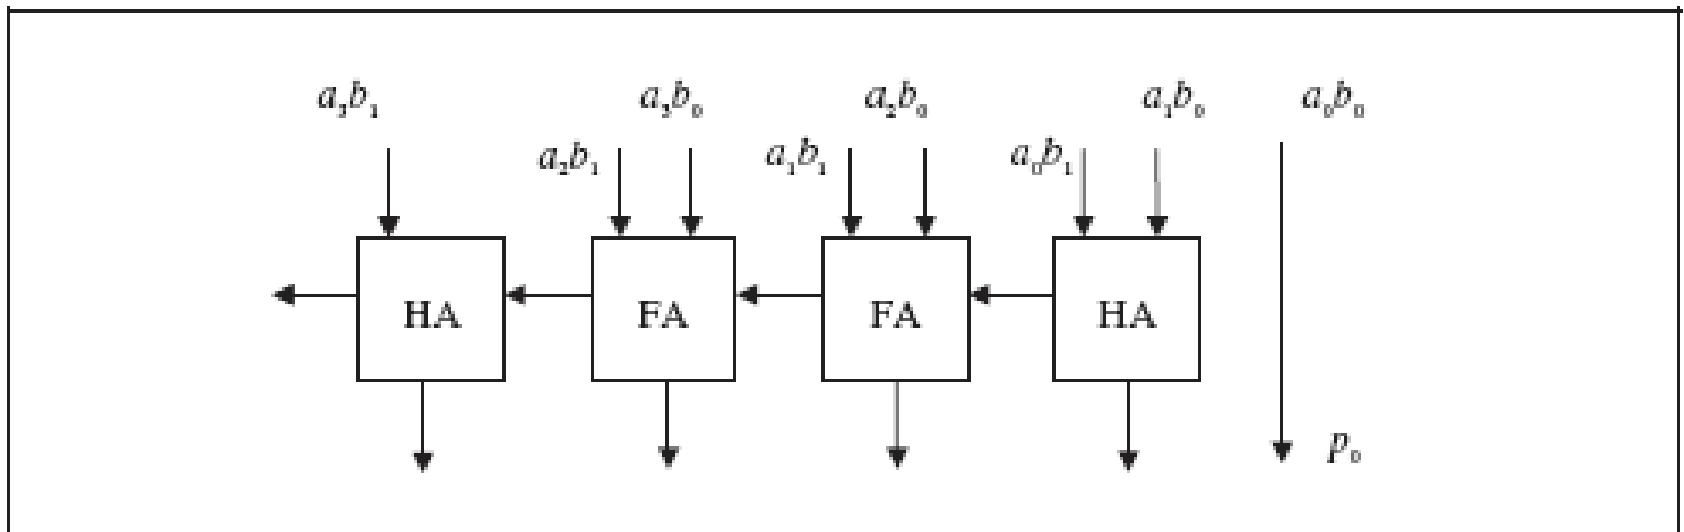 a₃b₁ a₃b₀ a₂b₀ a₁b₀ a₀b₀
a₂b₁ a₁b₁ a₀b₁
HA FA FA HA
p₀